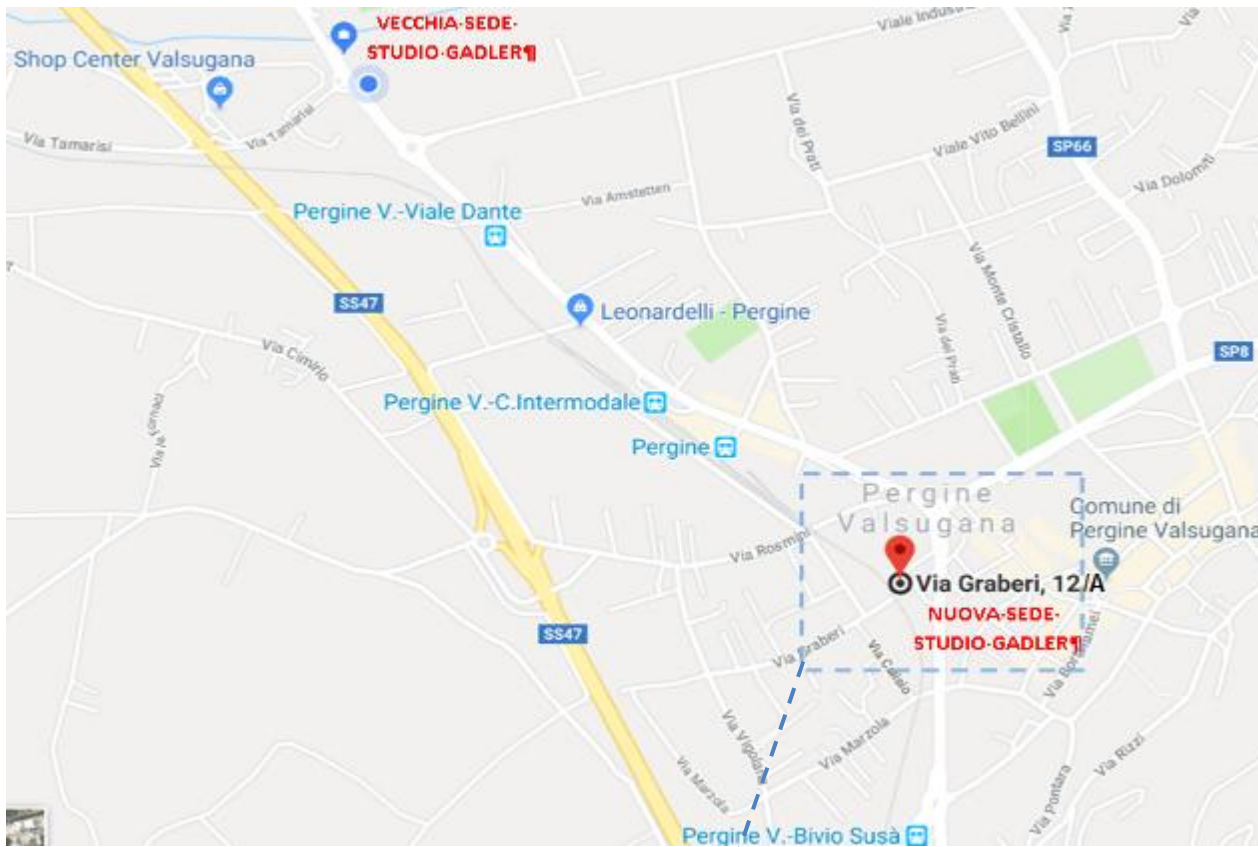 VECCHIA·SEDE·
STUDIO·GADLER¶
Viale Industria
Shop Center Valsugana
Via Tamarisi
Via Tamarisi
Via dei Prati
Viale Vito Bellini
SP66
Via Dolomiti
Via Amstetten
Pergine V.-Viale Dante
SS47
Leonardelli - Pergine
Via Monte Cristallo
Via dei Prati
SP8
Via Cimirlo
Pergine V.-C.Intermodale
Via le Fornaci
Pergine
Pergine
Valsugana
Comune di
Pergine Valsugana
Via Rosmini
Via Graberi, 12/A
NUOVA·SEDE·
STUDIO·GADLER¶
SS47
Via Graberi
Via Calisio
Via Vigolana
Via Marzola
Via Marzola
Via Rizzi
Via Pontara
Pergine V.-Bivio Susà